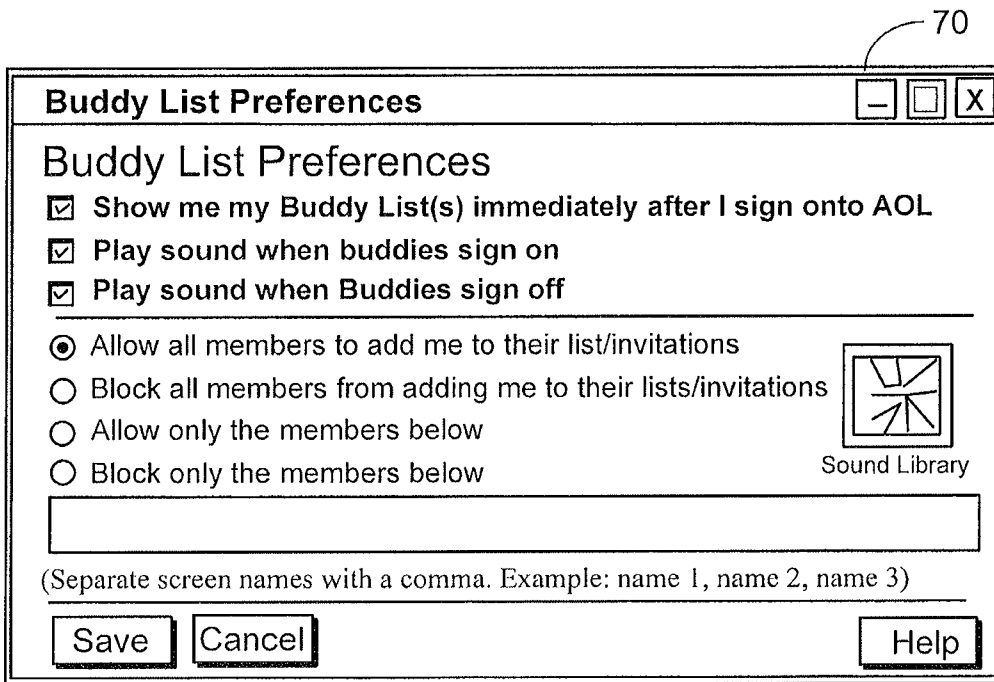 70
Buddy List Preferences
Buddy List Preferences
Show me my Buddy List(s) immediately after I sign onto AOL
Play sound when buddies sign on
Play sound when Buddies sign off
Allow all members to add me to their list/invitations
Block all members from adding me to their lists/invitations
Allow only the members below
Block only the members below
Sound Library
(Separate screen names with a comma. Example: name 1, name 2, name 3)
Save Cancel Help